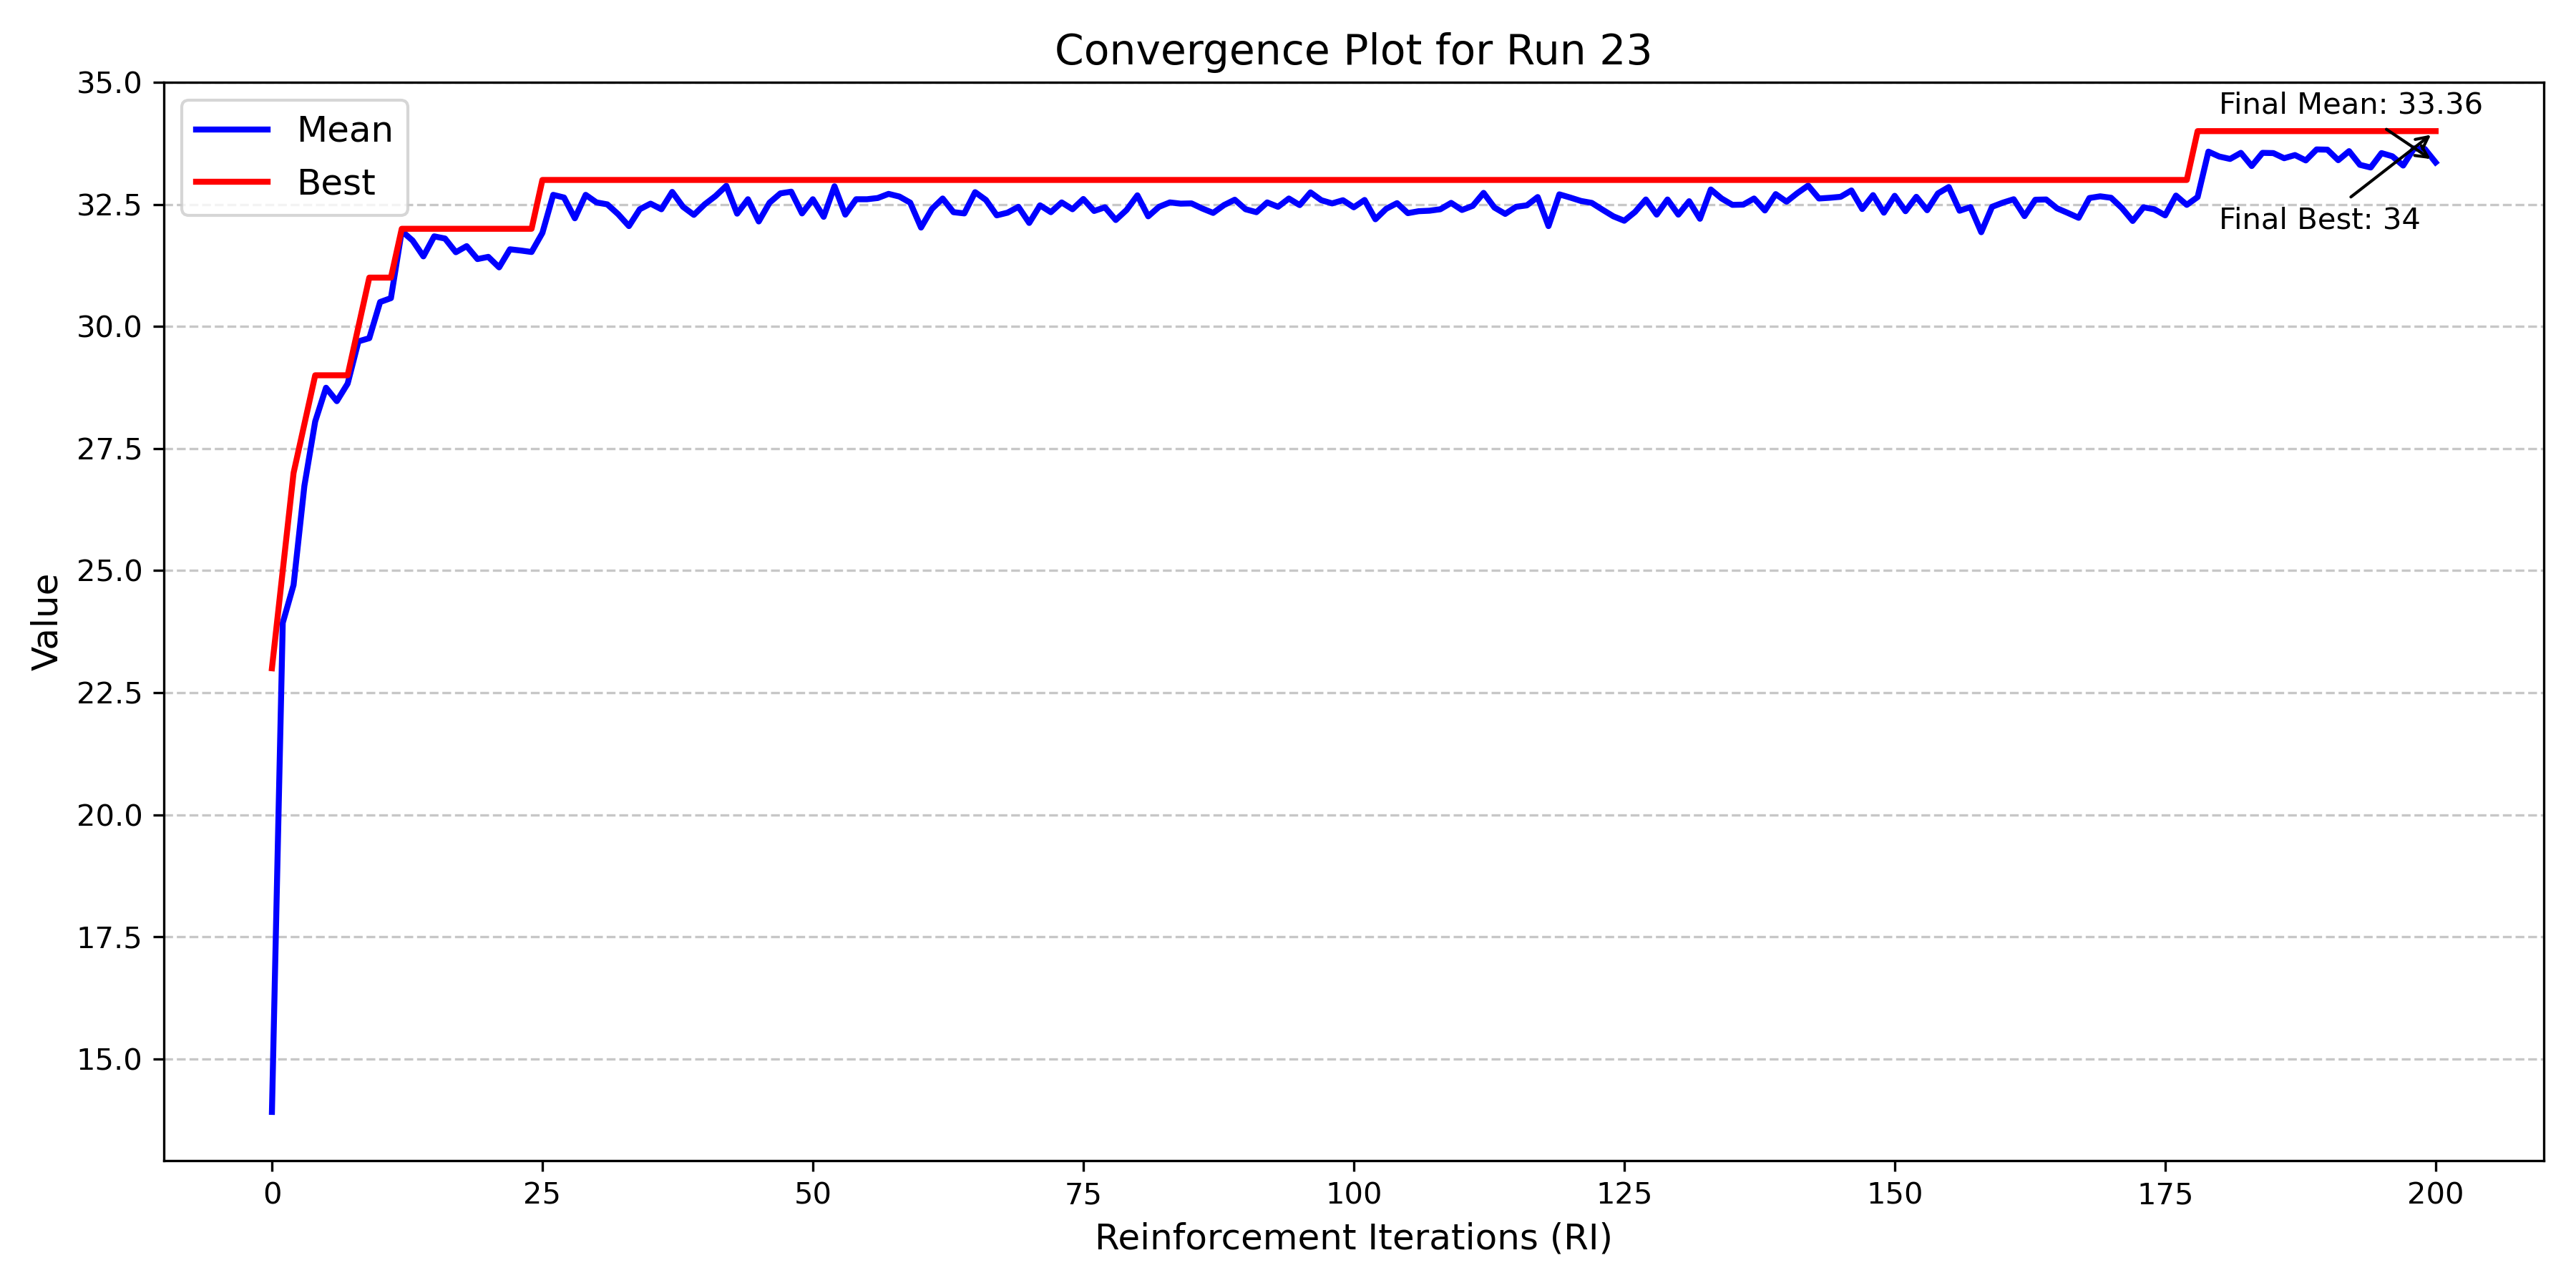 Convergence Plot for Run 23
Mean
Best
Final Mean: 33.36
Final Best: 34
Value
35.0
32.5
30.0
27.5
25.0
22.5
20.0
17.5
15.0
0 25 50 75 100 125 150 175 200
Reinforcement Iterations (RI)